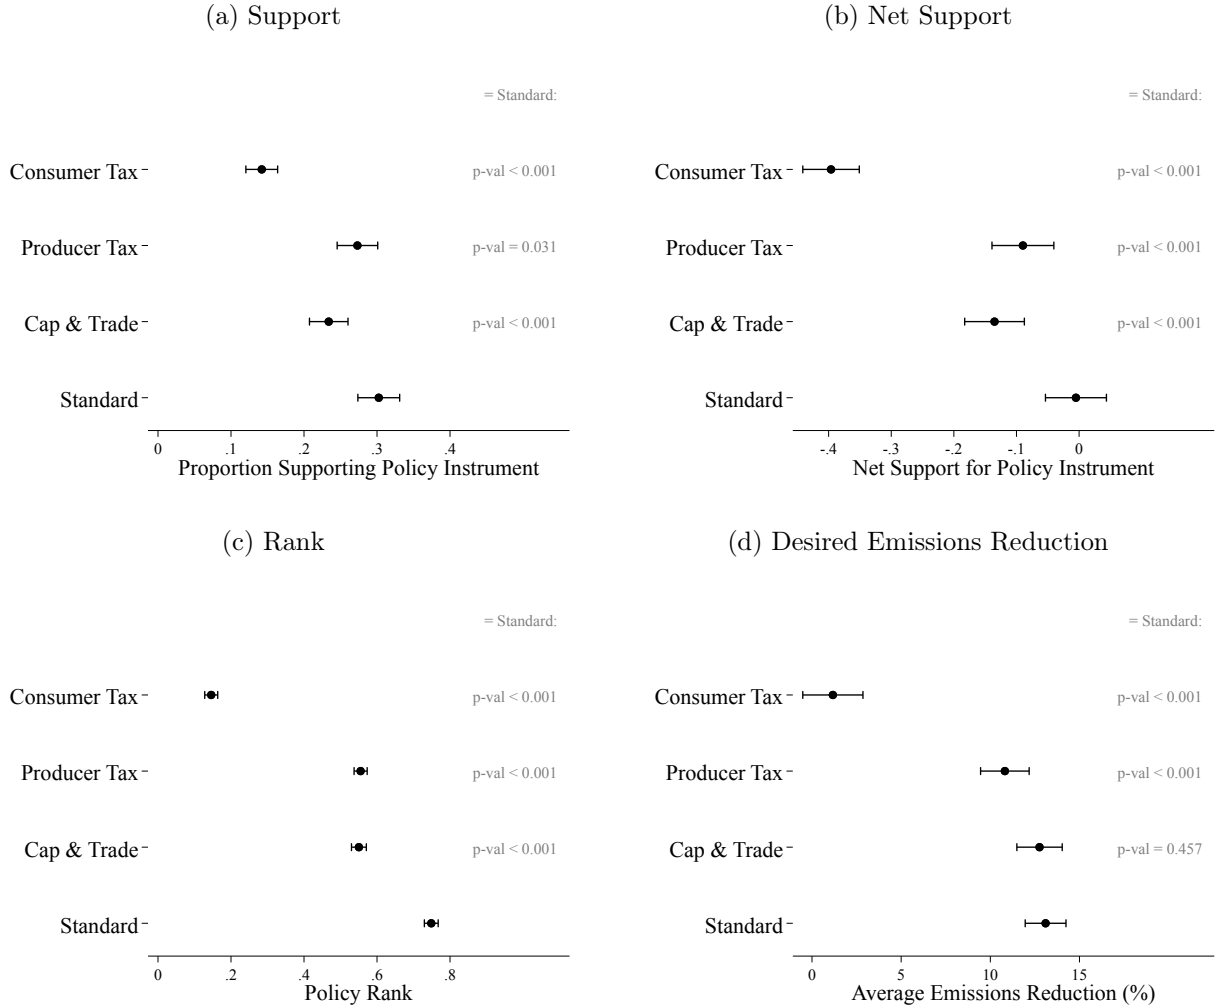 (a) Support
= Standard:
Consumer Tax
p-val < 0.001
Producer Tax
p-val = 0.031
Cap & Trade
p-val < 0.001
Standard
0 .1 .2 .3 .4
Proportion Supporting Policy Instrument
(b) Net Support
= Standard:
Consumer Tax
p-val < 0.001
Producer Tax
p-val < 0.001
Cap & Trade
p-val < 0.001
Standard
-.4 -.3 -.2 -.1 0
Net Support for Policy Instrument
(c) Rank
= Standard:
Consumer Tax
p-val < 0.001
Producer Tax
p-val < 0.001
Cap & Trade
p-val < 0.001
Standard
0 .2 .4 .6 .8
Policy Rank
(d) Desired Emissions Reduction
= Standard:
Consumer Tax
p-val < 0.001
Producer Tax
p-val < 0.001
Cap & Trade
p-val = 0.457
Standard
0 5 10 15
Average Emissions Reduction (%)